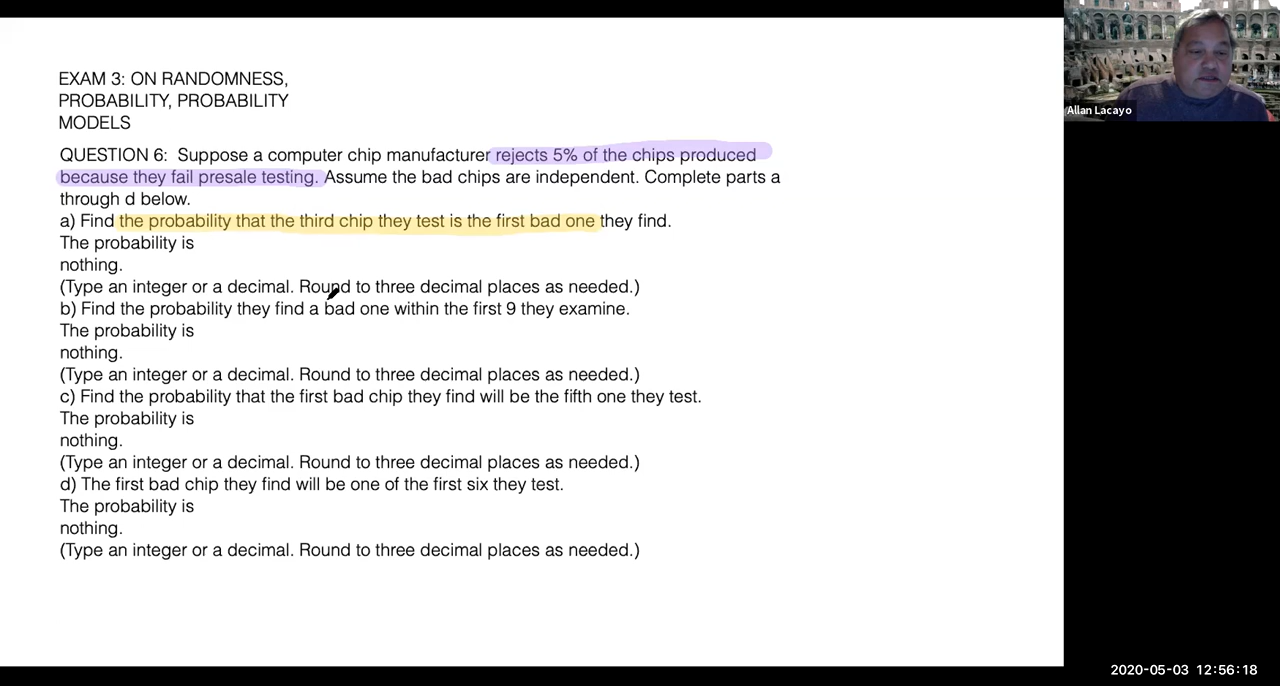 EXAM 3: ON RANDOMNESS,
PROBABILITY, PROBABILITY
MODELS
QUESTION 6:  Suppose a computer chip manufacturer rejects 5% of the chips produced
because they fail presale testing. Assume the bad chips are independent. Complete parts a
through d below.
a) Find the probability that the third chip they test is the first bad one they find.
The probability is
nothing.
(Type an integer or a decimal. Round to three decimal places as needed.)
b) Find the probability they find a bad one within the first 9 they examine.
The probability is
nothing.
(Type an integer or a decimal. Round to three decimal places as needed.)
c) Find the probability that the first bad chip they find will be the fifth one they test.
The probability is
nothing.
(Type an integer or a decimal. Round to three decimal places as needed.)
d) The first bad chip they find will be one of the first six they test.
The probability is
nothing.
(Type an integer or a decimal. Round to three decimal places as needed.)
Allan Lacayo
2020-05-03 12:56:18